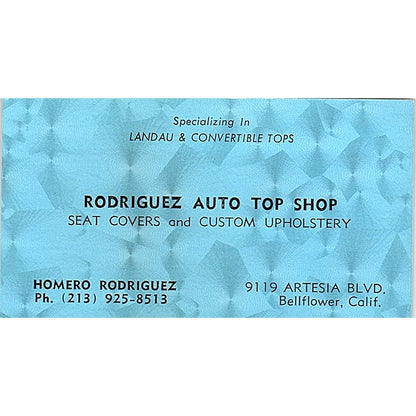 Specializing In
LANDAU & CONVERTIBLE TOPS
RODRIGUEZ AUTO TOP SHOP
SEAT COVERS and CUSTOM UPHOLSTERY
HOMERO RODRIGUEZ
Ph. (213) 925-8513
9119 ARTESIA BLVD.
Bellflower, Calif.